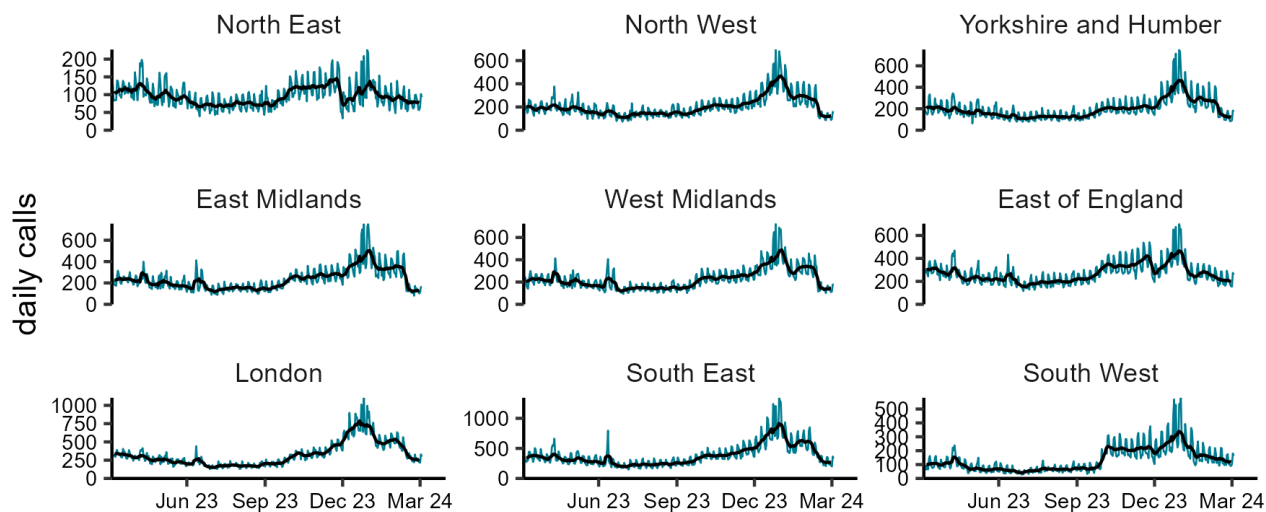 North East North West Yorkshire and Humber
200 600 600
150 400 400
100 200 200
50 0 0
0
East Midlands West Midlands East of England
600 600 600
400 400 400
200 200 200
0 0 0
daily calls
London South East South West
1000 1000 500
750 500 400
500 0 300
250 200
0 100
0
Jun 23 Sep 23 Dec 23 Mar 24 Jun 23 Sep 23 Dec 23 Mar 24 Jun 23 Sep 23 Dec 23 Mar 24